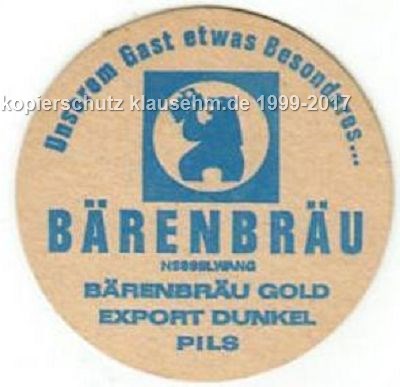 Unserem Gast etwas Besonderes...
kopierschutz klausehm.de 1999-2017
BÄRENBRÄU
BÄRENBRÄU GOLD
EXPORT DUNKEL
PILS